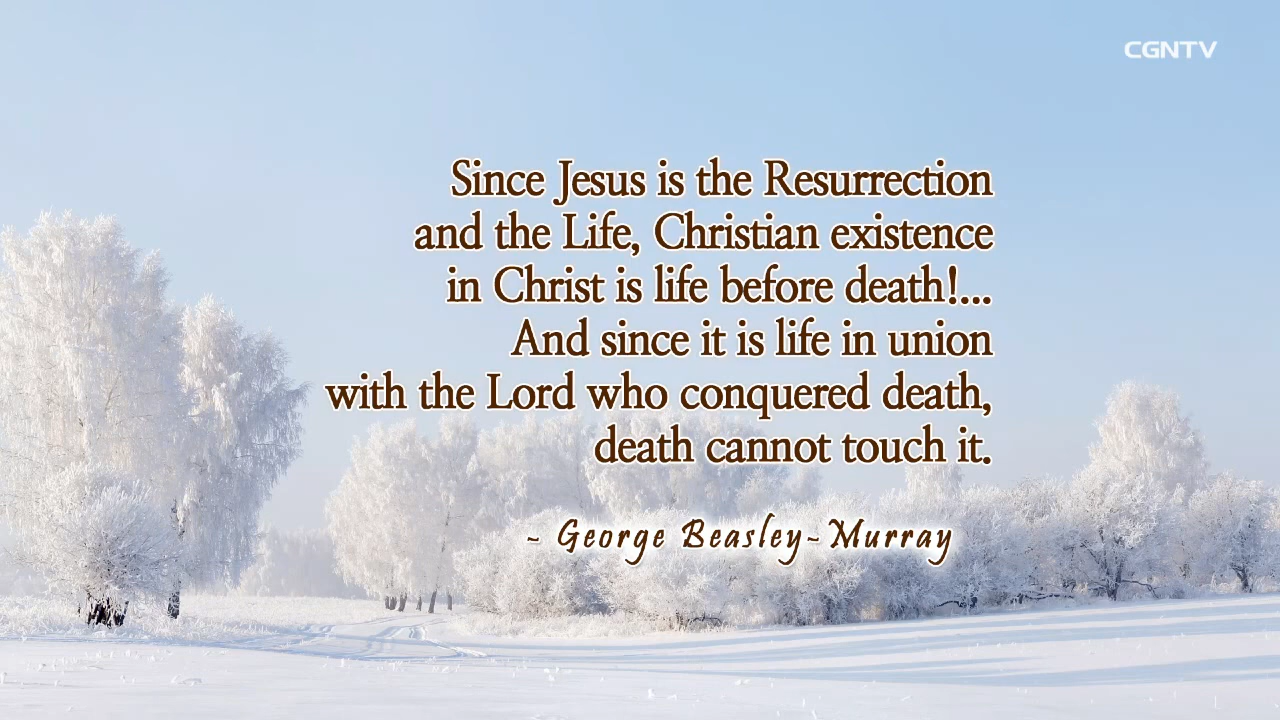 CGNTV
Since Jesus is the Resurrection
and the Life, Christian existence
in Christ is life before death!...
And since it is life in union
with the Lord who conquered death,
death cannot touch it.
~ George Beasley-Murray